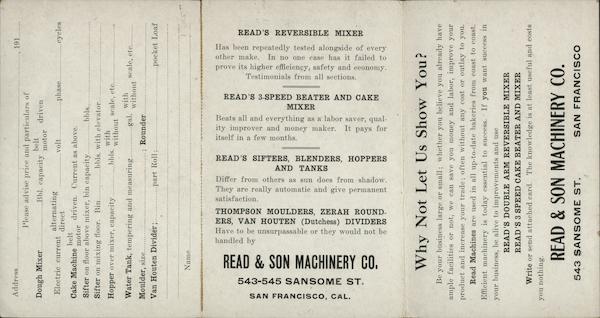 Address
, 191
Please advise price and particulars of
Dough Mixer Bbl. capacity belt motor driven
Electric current alternating direct volt phase cycles
Cake Machine belt motor driven. Current as above.
Sifter on floor above mixer, bin capacity bbls.
Sifter on mixing floor. Bin bbls. with elevator.
Hopper over mixer, capacity bbls. with without scale, etc.
Water Tank, tempering and measuring gal. with without scale, etc.
Moulder, size Rounder
Van Houten Divider; part Roll; pocket Loaf
Name
READ'S REVERSIBLE MIXER
Has been repeatedly tested alongside of every
other make. In no one case has it failed to
prove its higher efficiency, safety and economy.
Testimonials from all sections.
READ'S 3-SPEED BEATER AND CAKE
MIXER
Beats all and everything as a labor saver, qual-
ity improver and money maker. It pays for
itself in a few months.
READ'S SIFTERS, BLENDERS, HOPPERS
AND TANKS
Differ from others as sun does from shadow.
They are really automatic and give permanent
satisfaction.
THOMPSON MOULDERS, ZERAH ROUND-
ERS, VAN HOUTEN (Dutchess) DIVIDERS
Have to be unsurpassable or they would not be
handled by
READ & SON MACHINERY CO.
543-545 SANSOME ST.
SAN FRANCISCO, CAL.
Why Not Let Us Show You?
Be your business large or small; whether you believe you already have
ample facilities or not, we can save you money and labor, improve your
product and increase your trade; often without any cost or outlay to you.
Read Machines are used in all up-to-date bakeries from coast to coast.
Efficient machinery is today essential to success. If you want success in
your business, be alive to improvements and use
READ'S DOUBLE ARM REVERSIBLE MIXER
READ'S 3 SPEED CAKE BEATER AND MIXER
Write or send attached card. The knowledge is at least useful and costs
you nothing.
READ & SON MACHINERY CO.
543 SANSOME ST. SAN FRANCISCO